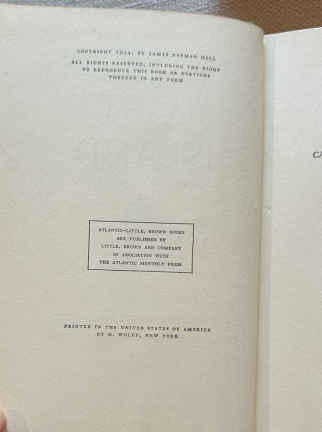 COPYRIGHT 1934, BY JAMES NORMAN HALL
ALL RIGHTS RESERVED, INCLUDING THE RIGHT
TO REPRODUCE THIS BOOK OR PORTIONS
THEREOF IN ANY FORM
ATLANTIC-LITTLE, BROWN BOOKS
ARE PUBLISHED BY
LITTLE, BROWN AND COMPANY
IN ASSOCIATION WITH
THE ATLANTIC MONTHLY PRESS
PRINTED IN THE UNITED STATES OF AMERICA
BY H. WOLFF, NEW YORK